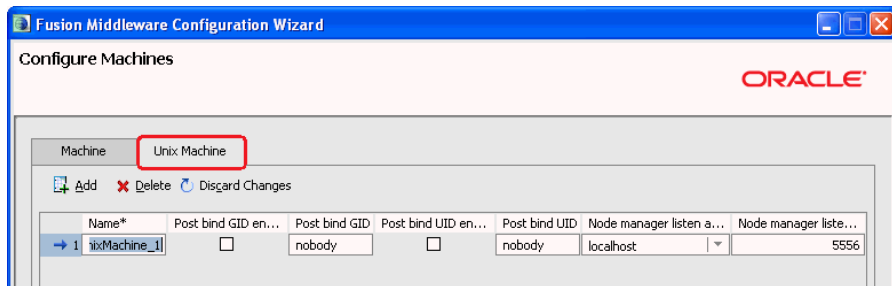 Fusion Middleware Configuration Wizard
Configure Machines
ORACLE
Machine Unix Machine
Add Delete Discard Changes
Name* Post bind GID en... Post bind GID Post bind UID en... Post bind UID Node manager listen a... Node manager liste...
1 nixMachine_1 nobody nobody localhost 5556